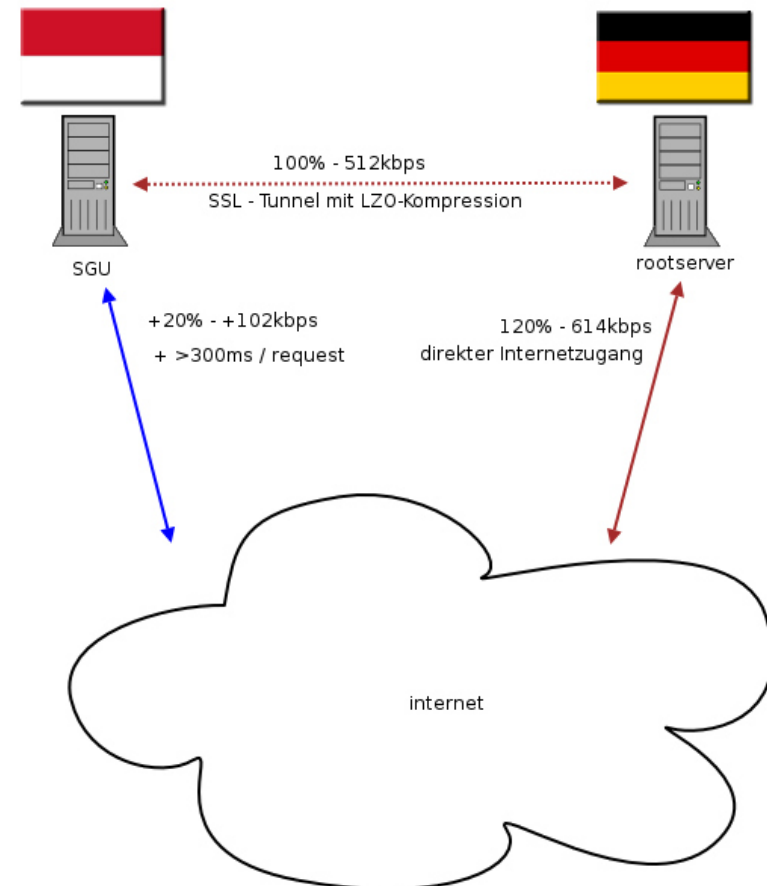 100% - 512kbps
SSL - Tunnel mit LZO-Kompression
SGU
rootserver
+20% - +102kbps
+ >300ms / request
120% - 614kbps
direkter Internetzugang
internet